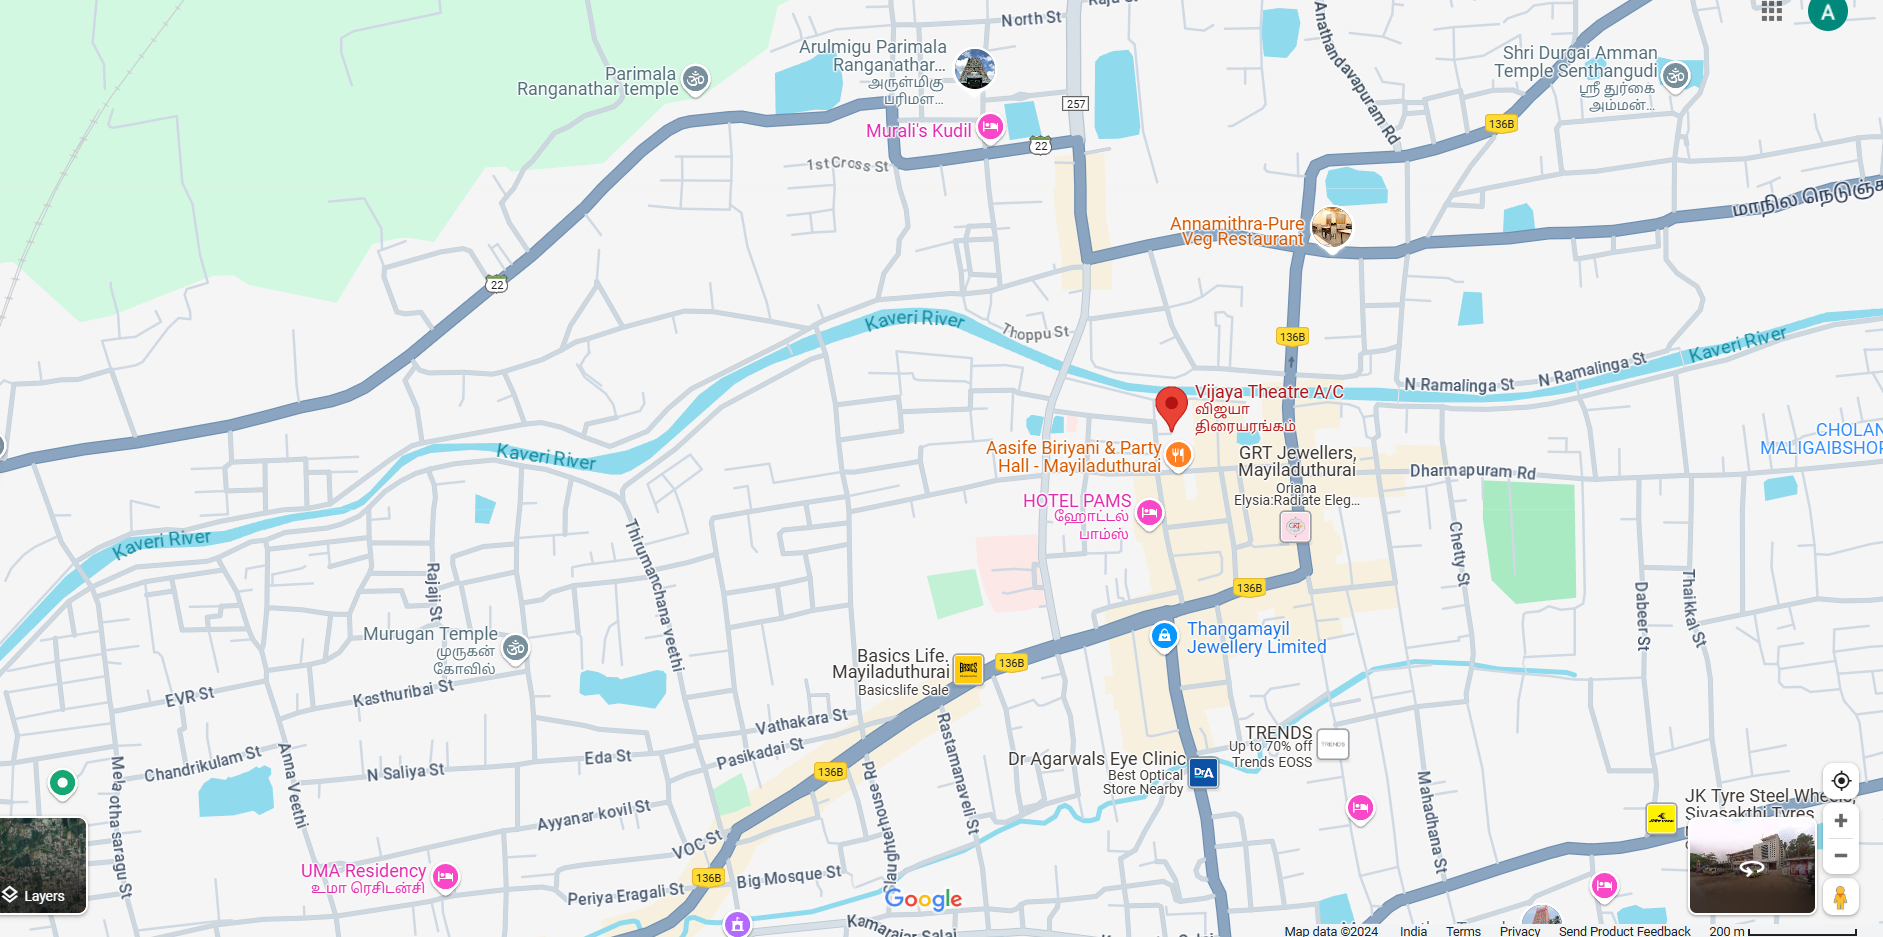 North St
Anathandavapuram Rd
A
Arulmigu Parimala
Ranganathar...
அருள்மிகு
பரிமள...
Parimala
Ranganathar temple
Shri Durgai Amman
Temple Senthangudi
ஸ்ரீ துர்கை
அம்மன்...
257
136B
Murali's Kudil
22
1st Cross St
மாநில நெடுஞ்
Annamithra-Pure
Veg Restaurant
22
Kaveri River
Thoppu St
136B
Kaveri River
N Ramalinga St
N Ramalinga St
Vijaya Theatre A/C
விஜயா
திரையரங்கம்
CHOLAN
MALIGAIBSHOP
Aasife Biriyani & Party
Hall - Mayiladuthurai
GRT Jewellers,
Mayiladuthurai
Oriana
Elysia:Radiate Eleg...
GRT
Dharmapuram Rd
Kaveri River
Kaveri River
HOTEL PAMS
ஹோட்டல்
பாம்ஸ்
Thirumanchana veethi
Chetty St
Rajaji St
Dabeer St
Thaikkal St
136B
Murugan Temple
முருகன்
கோவில்
Thangamayil
Jewellery Limited
Basics Life,
Mayiladuthurai
Basicslife Sale
BASICS
136B
EVR St
Kasthuribai St
Vathakara St
Pasikadai St
Rastamanaveli St
TRENDS
Up to 70% off
Trends EOSS
TRENDS
Dr Agarwals Eye Clinic
Best Optical
Store Nearby
DrA
Chandrikulam St
Anna Veethi
N Saliya St
Eda St
136B
Mela otha saragu St
Slaughterhouse Rd
Mahadhana St
JK Tyre Steel Wheels,
Sivasakthi Tyres
Ayyanar kovil St
VOC St
UMA Residency
உமா ரெசிடன்சி
136B
Big Mosque St
Periya Eragali St
Layers
Google
Kamarajar Salai
Map data ©2024 India Terms Privacy Send Product Feedback 200 m